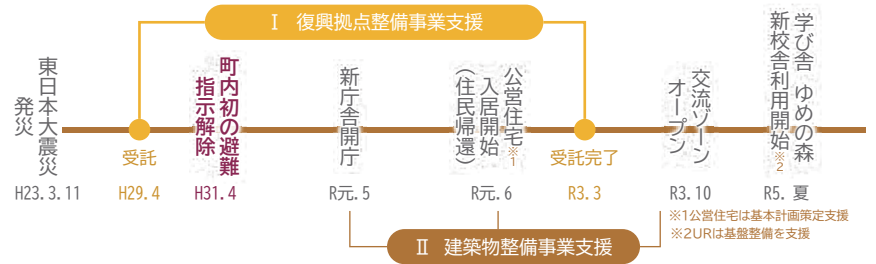 Ⅰ 復興拠点整備事業支援
東日本大震災
発災
H23.3.11
受託
H29.4
町内初の避難
指示解除
H31.4
新庁舎開庁
R元.5
公営住宅※1
入居開始
(住民帰還)
R元.6
受託完了
R3.3
交流ゾーン
オープン
R3.10
学び舎 ゆめの森
新校舎利用開始※2
R5.夏
※1公営住宅は基本計画策定支援
※2URは基盤整備を支援
Ⅱ 建築物整備事業支援